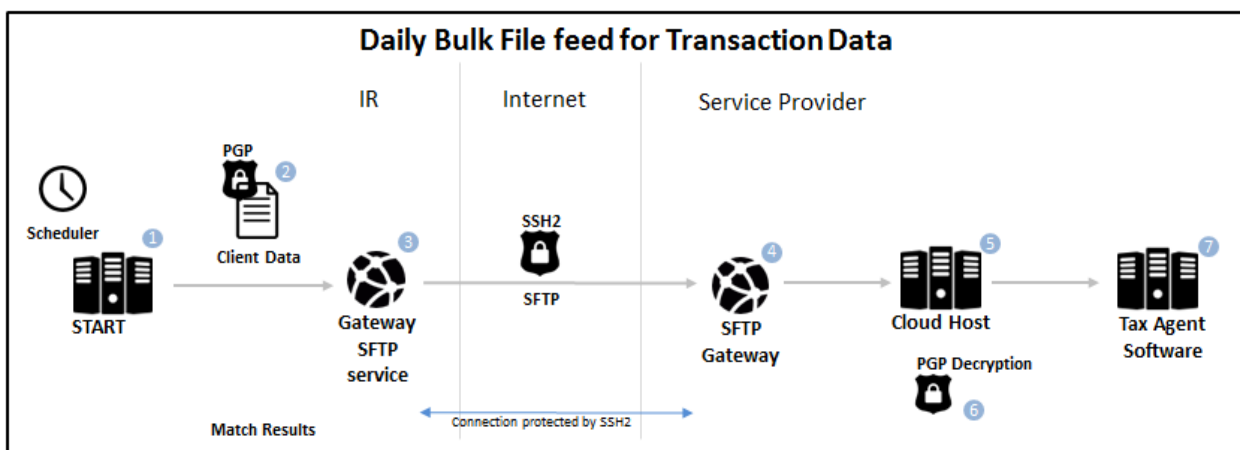 Daily Bulk File feed for Transaction Data
IR
Internet
Service Provider
PGP
2
Scheduler
1
Client Data
START
3
Gateway
SFTP
service
SSH2
SFTP
4
SFTP
Gateway
5
Cloud Host
PGP Decryption
6
7
Tax Agent
Software
Connection protected by SSH2
Match Results